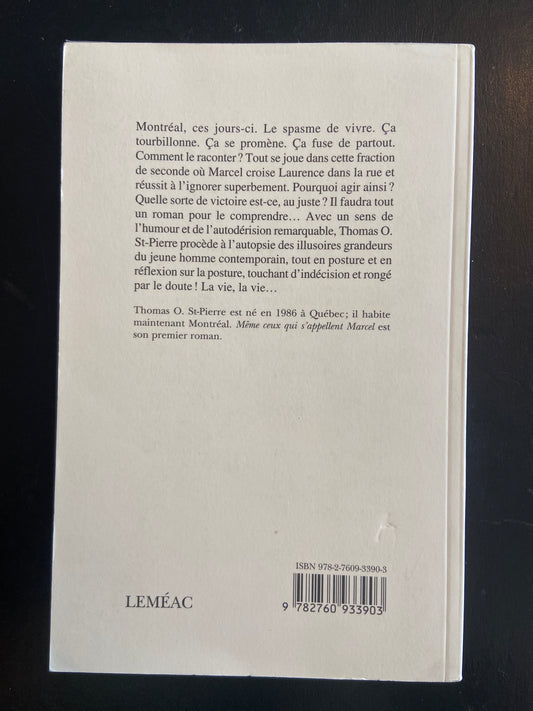 Montréal, ces jours-ci. Le spasme de vivre. Ça
tourbillonne. Ça se promène. Ça fuse de partout.
Comment le raconter ? Tout se joue dans cette fraction
de seconde où Marcel croise Laurence dans la rue et
réussit à l'ignorer superbement. Pourquoi agir ainsi ?
Quelle sorte de victoire est-ce, au juste ? Il faudra tout
un roman pour le comprendre… Avec un sens de
l'humour et de l'autodérision remarquable, Thomas O.
St-Pierre procède à l'autopsie des illusoires grandeurs
du jeune homme contemporain, tout en posture et en
réflexion sur la posture, touchant d'indécision et rongé
par le doute ! La vie, la vie…
Thomas O. St-Pierre est né en 1986 à Québec ; il habite
maintenant Montréal. Même ceux qui s'appellent Marcel est
son premier roman.
ISBN 978-2-7609-3390-3
9 782760 933903
LEMÉAC